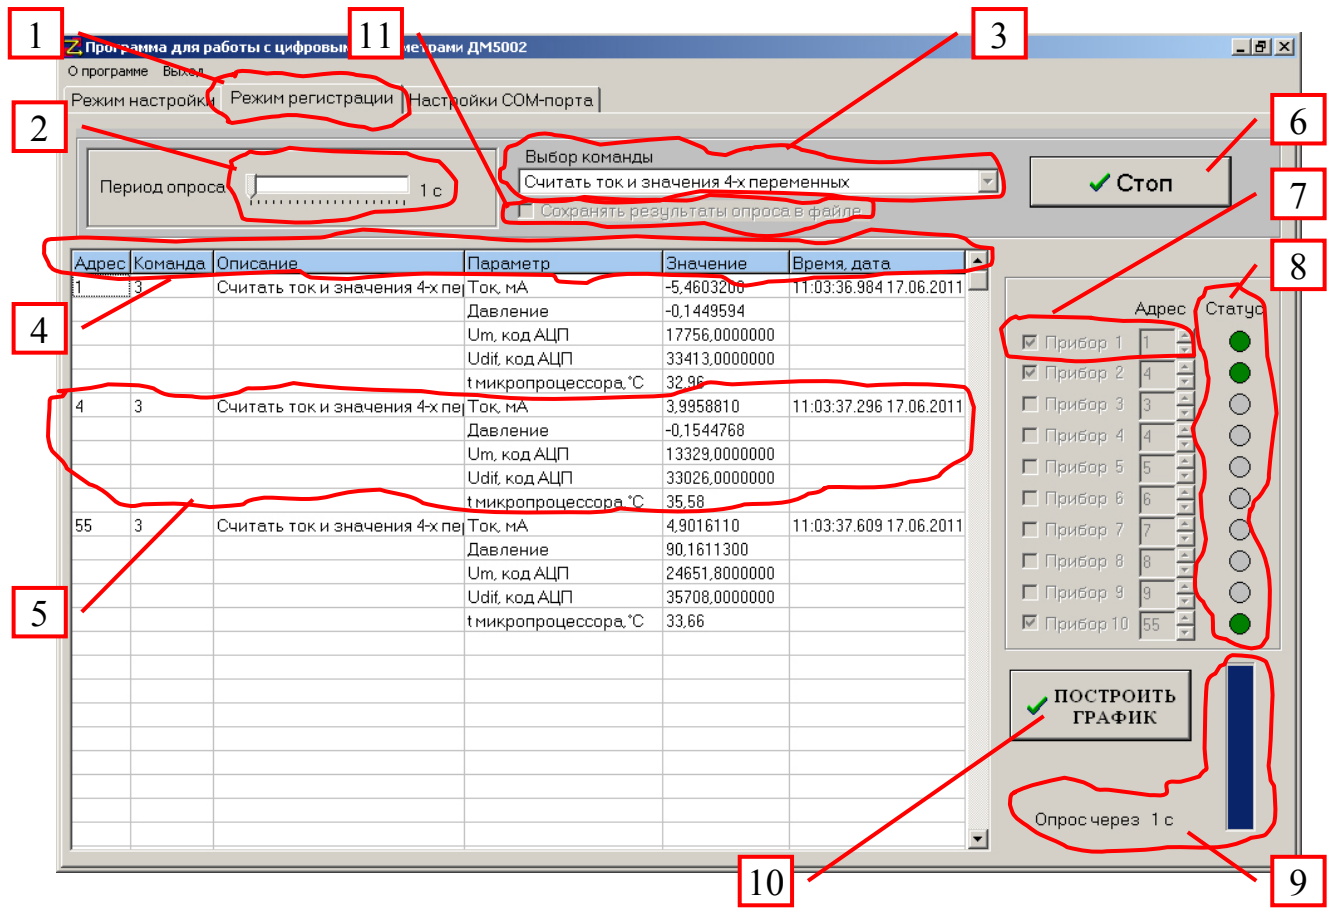 1
11
3
Программа для работы с цифровыми манометрами ДМ5002
О программе Выход
Режим настройки Режим регистрации Настройки COM-порта
2
6
Выбор команды
Период опроса 1 с
Считать ток и значения 4-х переменных
Стоп
Сохранять результаты опроса в файле
7
8
Адрес Команда Описание Параметр Значение Время, дата
1 3 Считать ток и значения 4-х пе Ток, мА -5,4603200 11:03:36.984 17.06.2011
Давление -0,1449594
Um, код АЦП 17756,0000000
Udif, код АЦП 33413,0000000
t микропроцессора,°C 32,96
4 3 Считать ток и значения 4-х пе Ток, мА 3,9958810 11:03:37.296 17.06.2011
Давление -0,1544768
Um, код АЦП 13329,0000000
Udif, код АЦП 33026,0000000
t микропроцессора,°C 35,58
55 3 Считать ток и значения 4-х пе Ток, мА 4,9016110 11:03:37.609 17.06.2011
Давление 90,1611300
Um, код АЦП 24651,8000000
Udif, код АЦП 35708,0000000
t микропроцессора,°C 33,66
4
5
Адрес Статус
Прибор 1 1
Прибор 2 4
Прибор 3 3
Прибор 4 4
Прибор 5 5
Прибор 6 6
Прибор 7 7
Прибор 8 8
Прибор 9 9
Прибор 10 55
ПОСТРОИТЬ
ГРАФИК
Опрос через 1 с
10
9